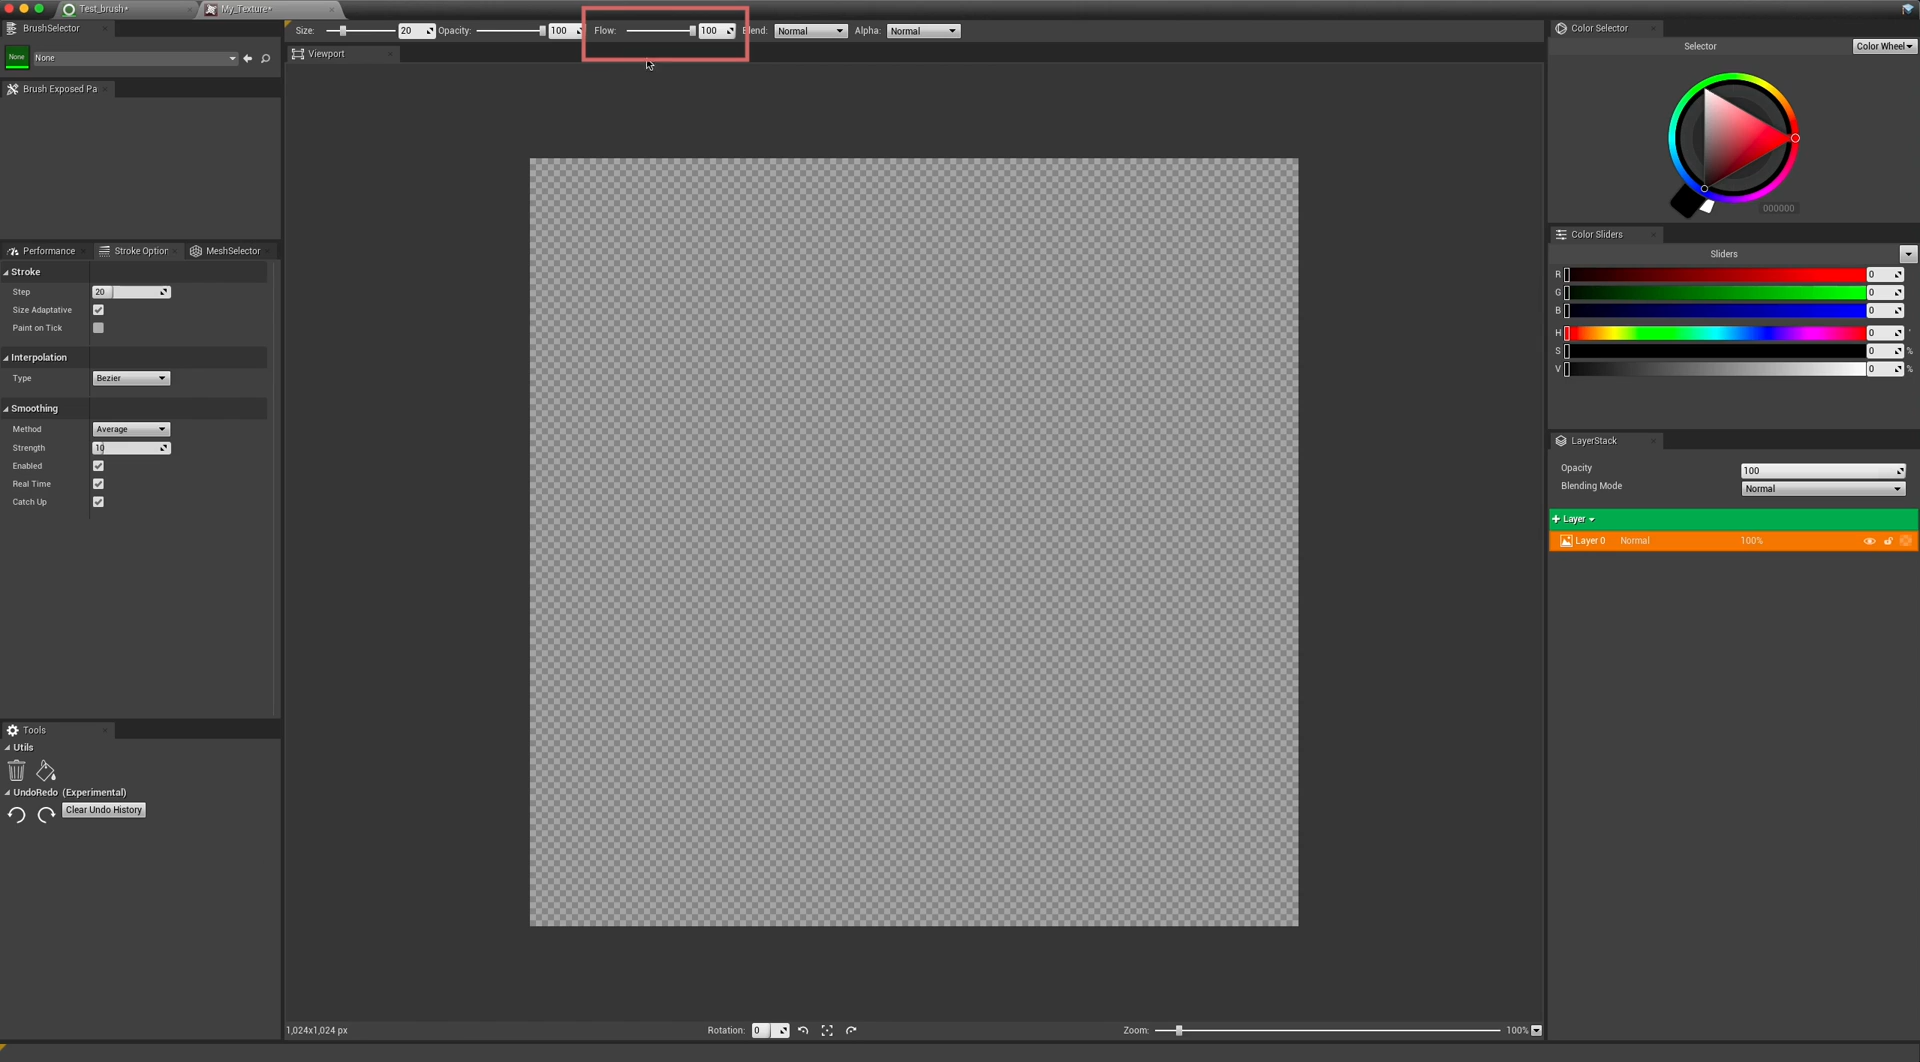 Test_brush*
My_Texture*
BrushSelector
Size: 20 Opacity: 100 Flow: 100 Blend: Normal Alpha: Normal
None None
Viewport
Brush Exposed Pa
Performance Stroke Option MeshSelector
Stroke
Step 20
Size Adaptative
Paint on Tick
Interpolation
Type Bezier
Smoothing
Method Average
Strength 10
Enabled
Real Time
Catch Up
Tools
Utils
UndoRedo (Experimental)
Clear Undo History
1,024x1,024 px
Rotation: 0
Zoom: 100%
Color Selector
Selector Color Wheel
000000
Color Sliders
Sliders
R 0
G 0
B 0
H 0 °
S 0 %
V 0 %
LayerStack
Opacity 100
Blending Mode Normal
+ Layer
Layer 0 Normal 100%